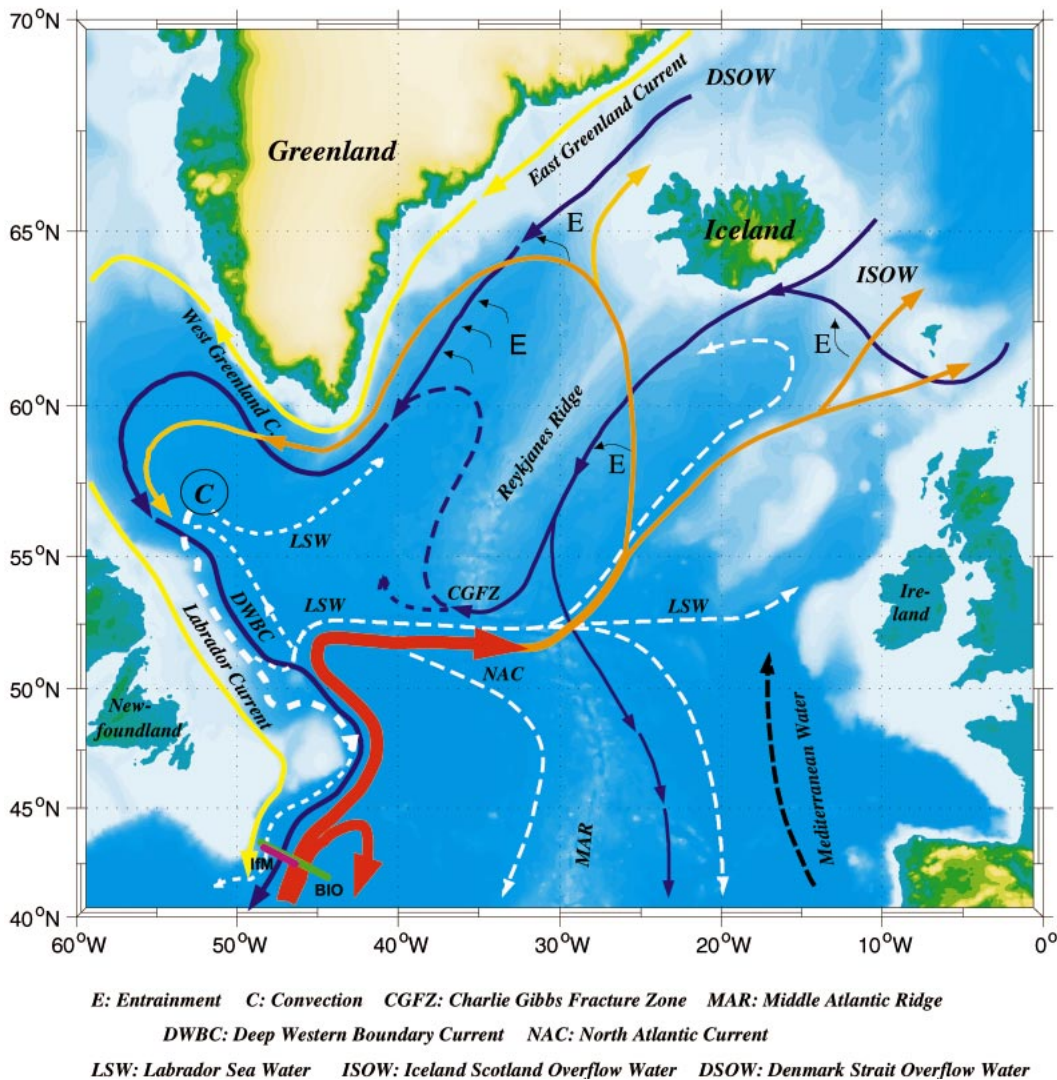 70°N
65°N
60°N
55°N
50°N
45°N
40°N
60°W
50°W
40°W
30°W
20°W
10°W
0°
Greenland
East Greenland Current
DSOW
E
Iceland
ISOW
West Greenland C.
E
E
Reykjanes Ridge
E
C
LSW
CGFZ
LSW
LSW
Ire-
land
DWBC
Labrador Current
NAC
New-
foundland
Mediterranean Water
MAR
IfM
BIO
E: Entrainment C: Convection CGFZ: Charlie Gibbs Fracture Zone MAR: Middle Atlantic Ridge
DWBC: Deep Western Boundary Current NAC: North Atlantic Current
LSW: Labrador Sea Water ISOW: Iceland Scotland Overflow Water DSOW: Denmark Strait Overflow Water